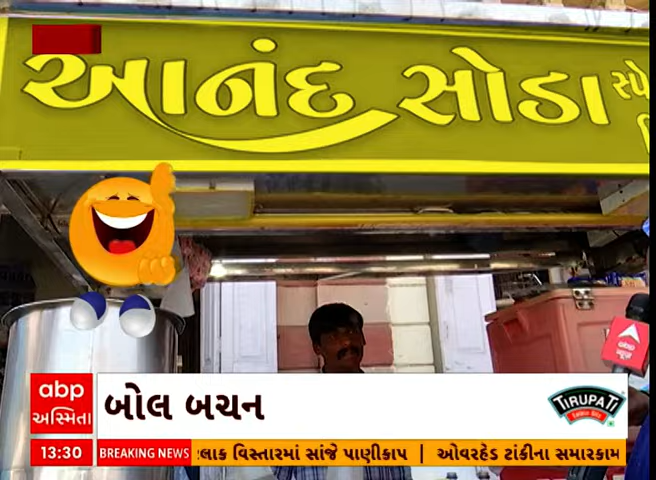 આનંદ સોડા
abp
અસ્મિતા
બોલ બચન
TIRUPATI
13:30
BREAKING NEWS
લાક વિસ્તારમાં સાંજે પાણીકાપ | ઓવરહેડ ટાંકીના સમારકામ